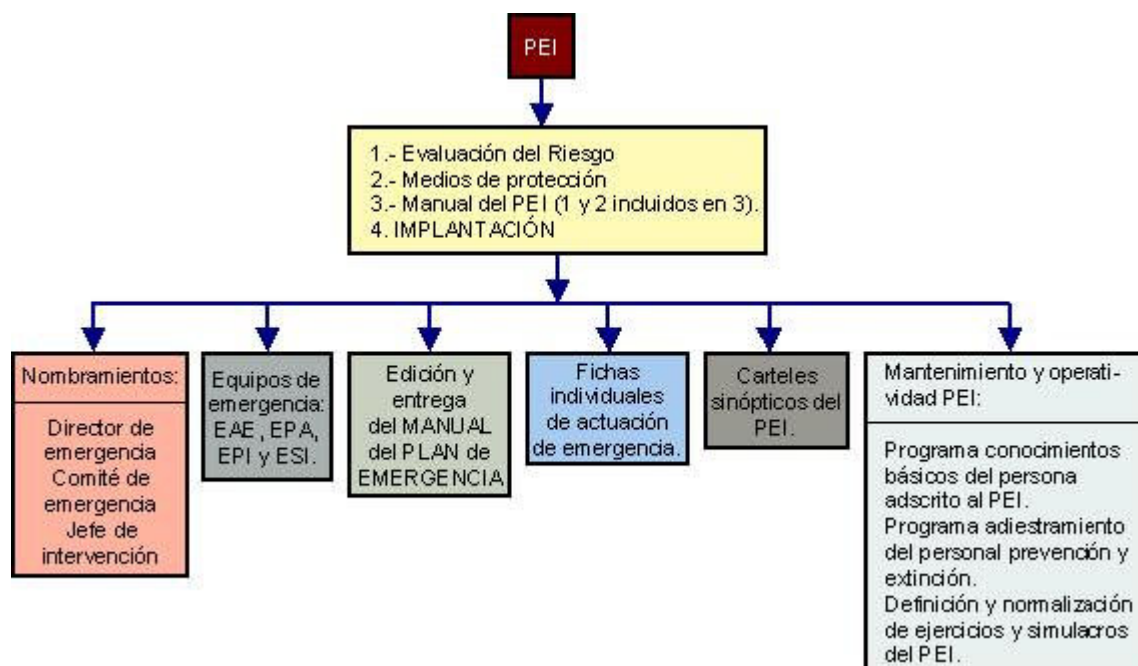 PEI
1.- Evaluación del Riesgo
2.- Medios de protección
3.- Manual del PEI (1 y 2 incluidos en 3).
4. IMPLANTACIÓN
Nombramientos:
Director de
emergencia
Comité de
emergencia
Jefe de
intervención
Equipos de
emergencia:
EAE, EPA,
EPI y ESI.
Edición y
entrega
del MANUAL
del PLAN de
EMERGENCIA
Fichas
individuales
de actuación
de emergencia.
Carteles
sinópticos del
PEI.
Mantenimiento y operati-
vidad PEI:
Programa conocimientos
básicos del persona
adscrito al PEI.
Programa adiestramiento
del personal prevención y
extinción.
Definición y normalización
de ejercicios y simulacros
del PEI.